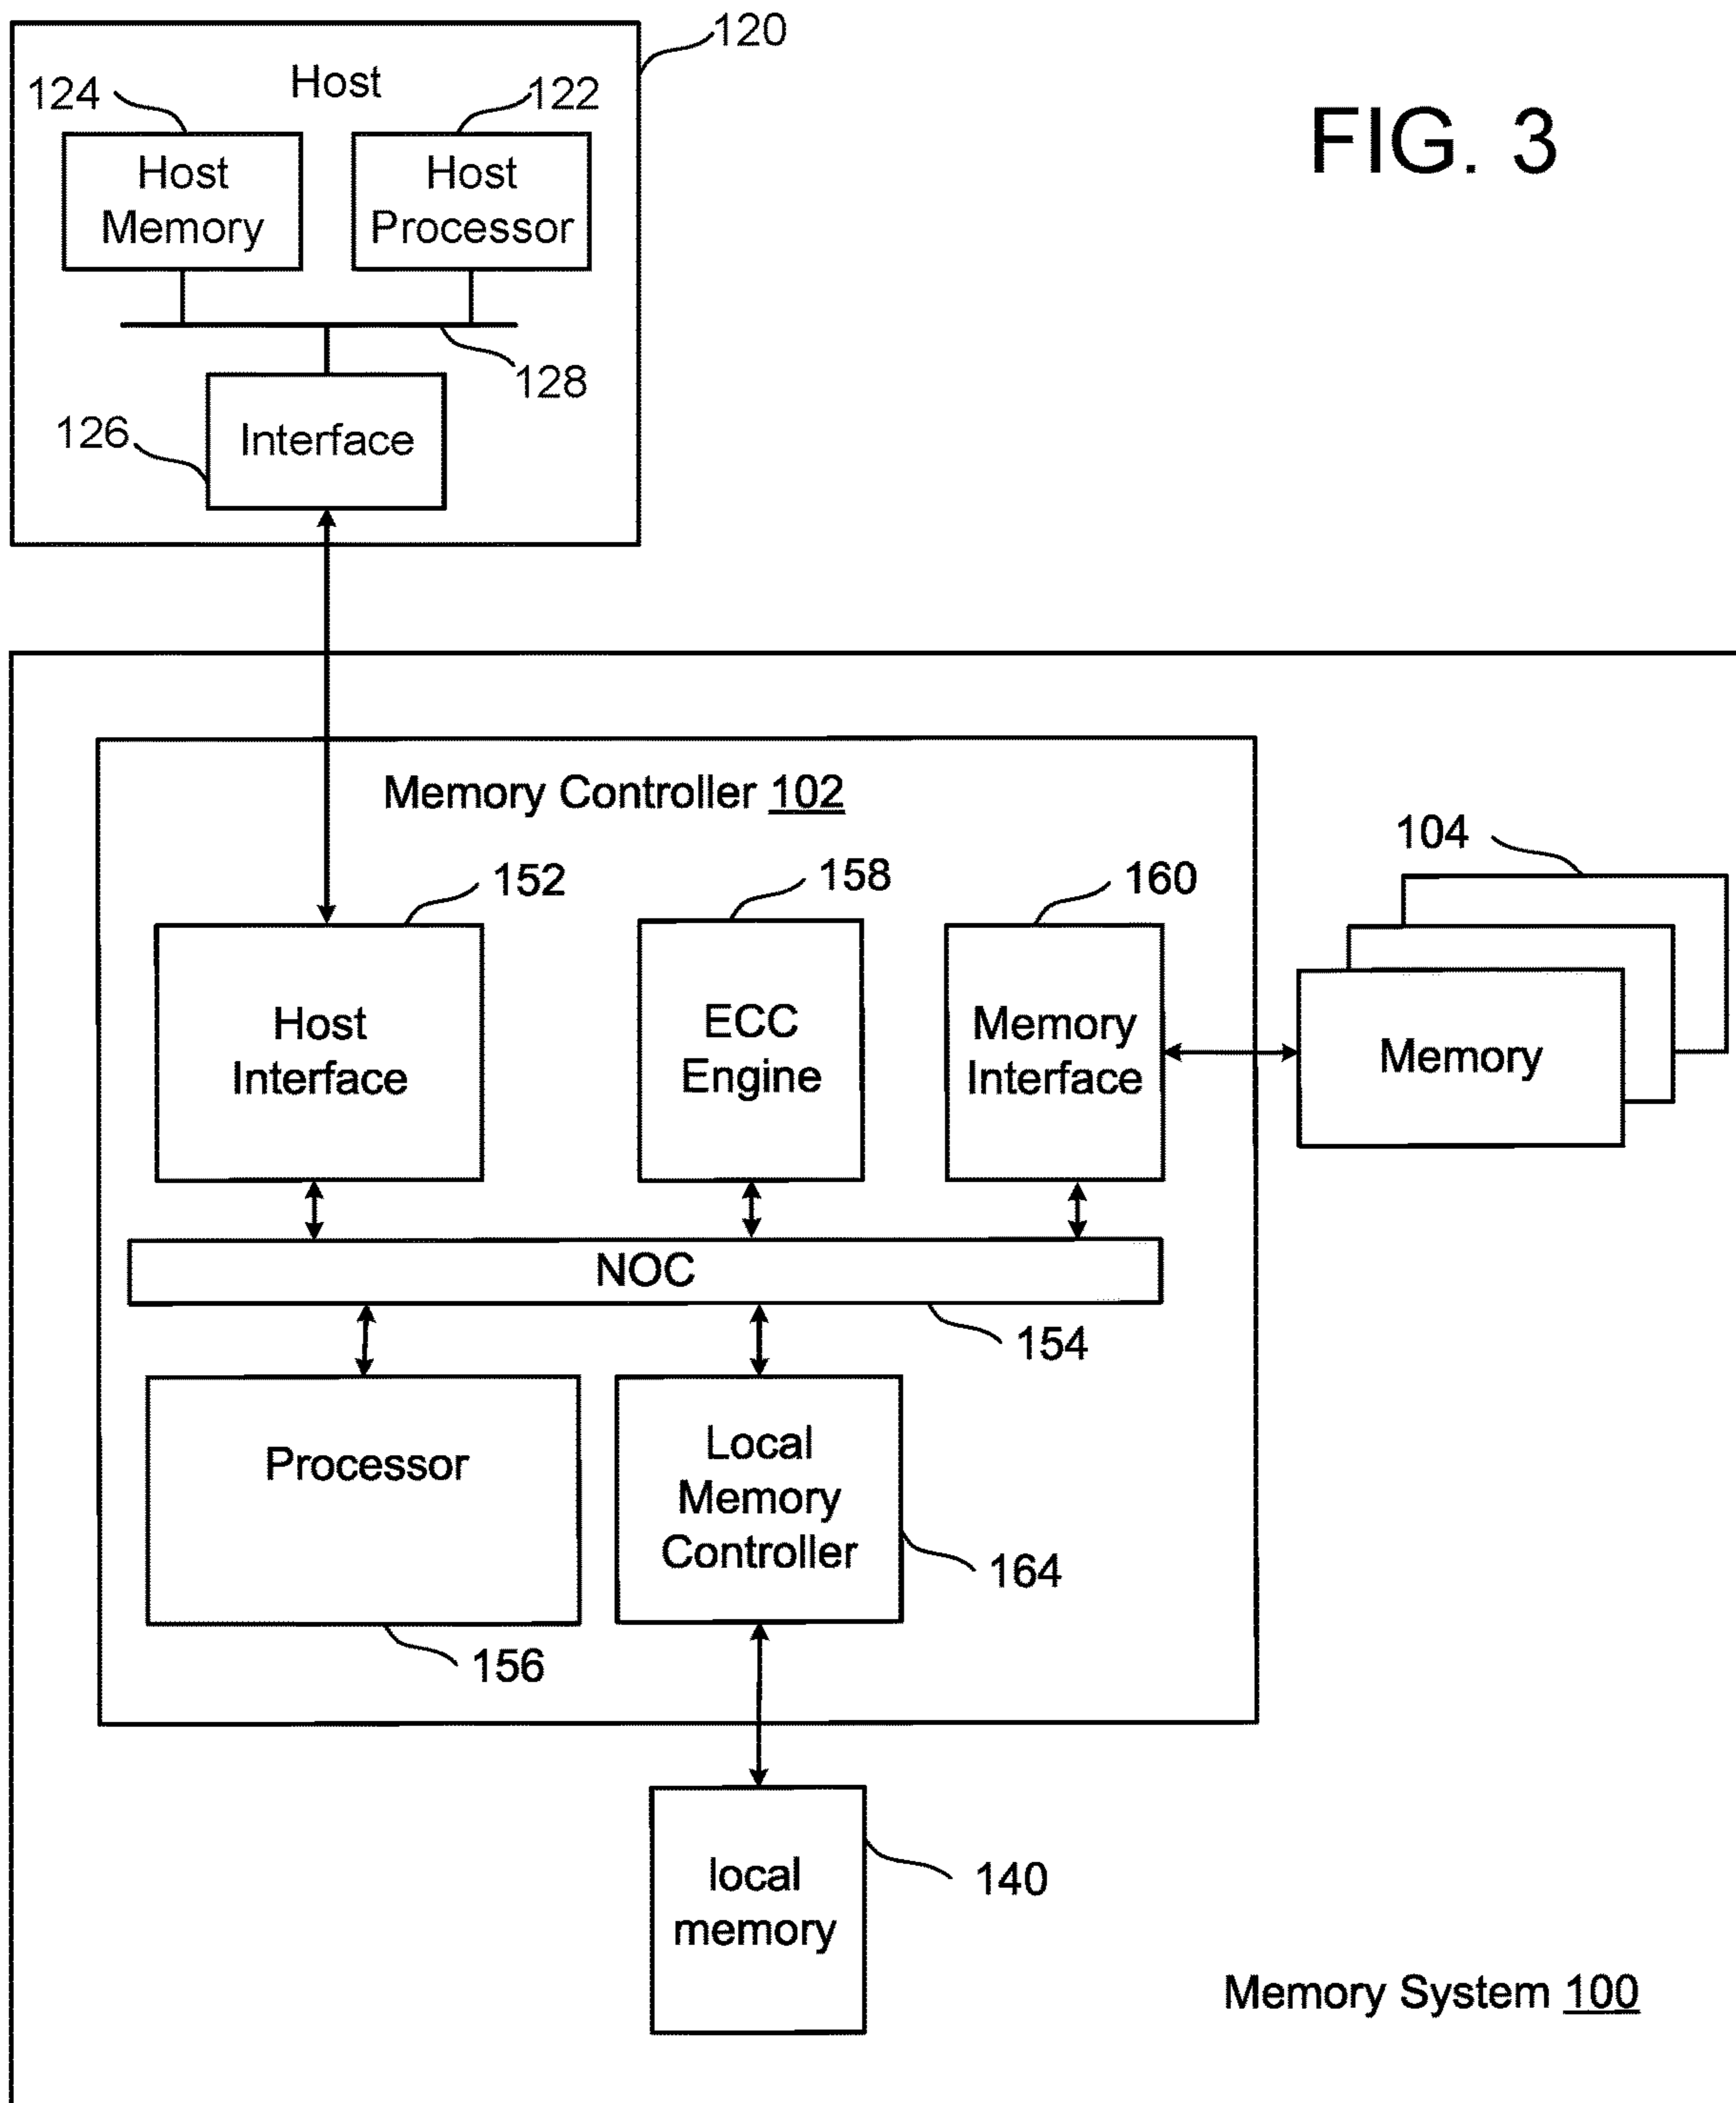 120
Host
124
122
FIG. 3
Host
Memory
Host
Processor
128
126
Interface
Memory Controller 102
104
152
158
160
Host
Interface
ECC
Engine
Memory
Interface
Memory
NOC
154
Processor
Local
Memory
Controller
164
156
local
memory
140
Memory System 100